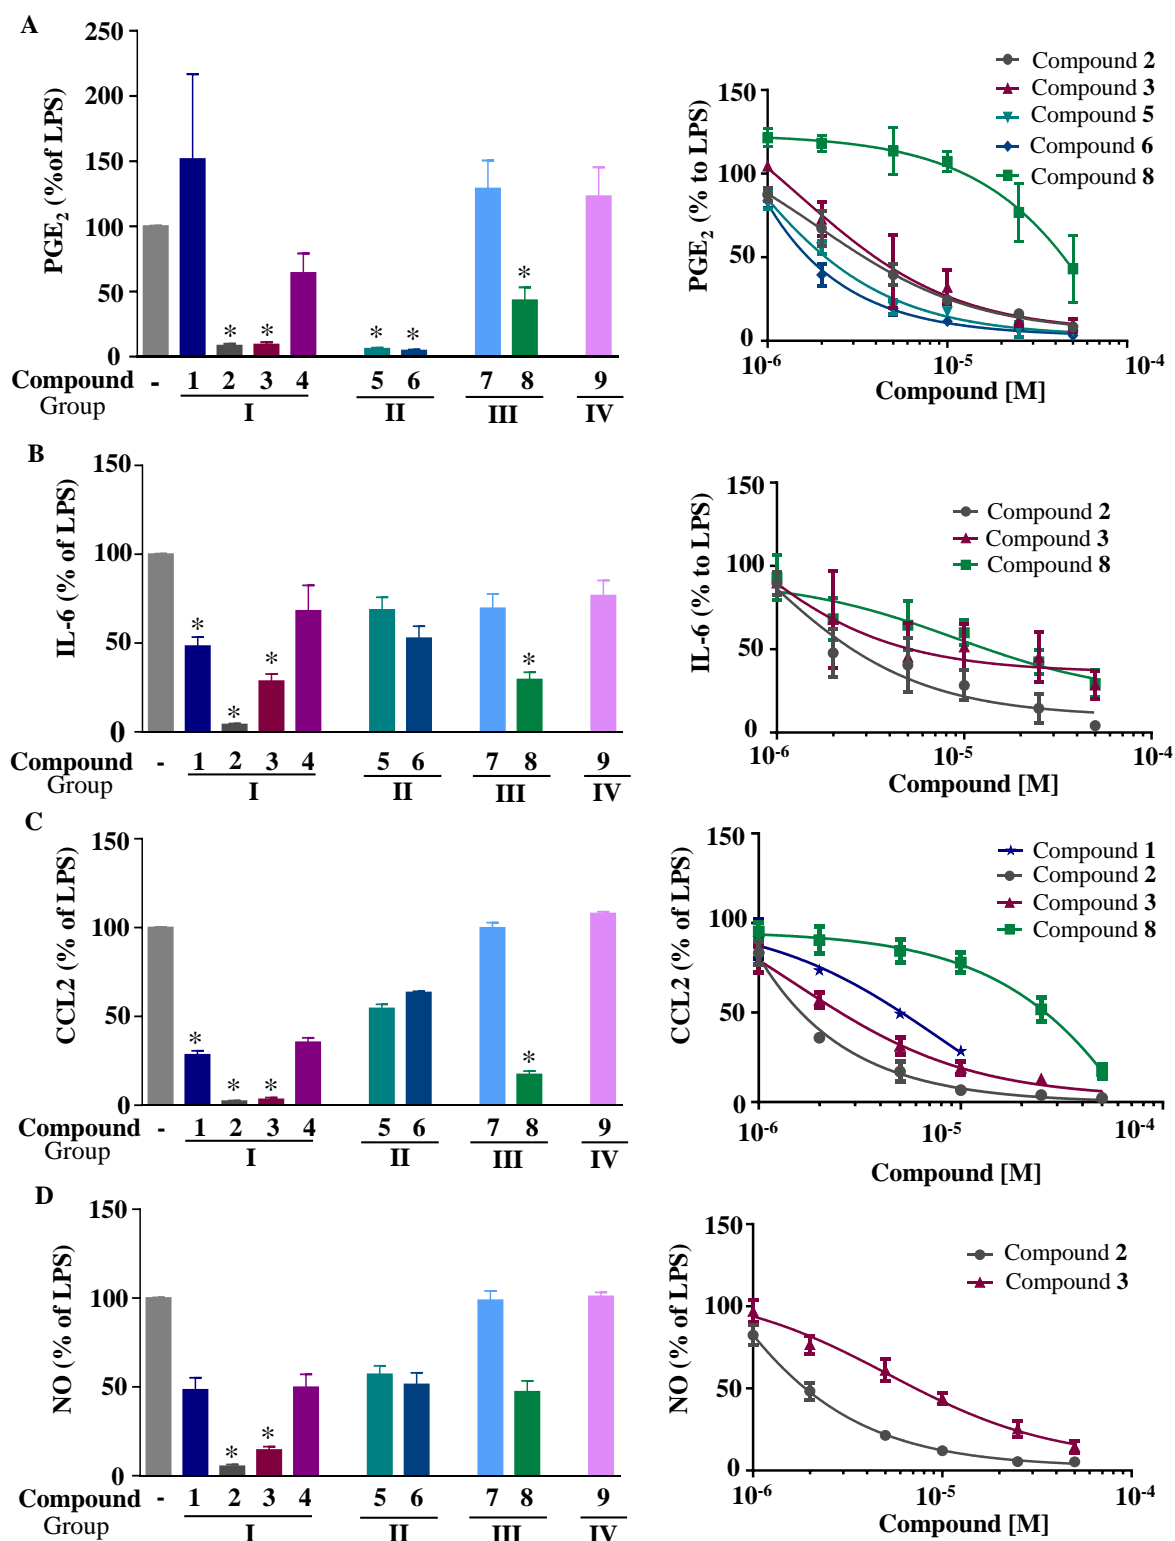 A
250
200
150
100
50
0
PGE2 (%of LPS)
* * * * *
Compound - 1 2 3 4 5 6 7 8 9
Group I II III IV
Compound 2
Compound 3
Compound 5
Compound 6
Compound 8
150
100
50
0
PGE2 (% to LPS)
10-6 10-5 10-4
Compound [M]
B
150
100
50
0
IL-6 (% of LPS)
* * * *
Compound - 1 2 3 4 5 6 7 8 9
Group I II III IV
Compound 2
Compound 3
Compound 8
150
100
50
0
IL-6 (% to LPS)
10-6 10-5 10-4
Compound [M]
C
150
100
50
0
CCL2 (% of LPS)
* * * *
Compound - 1 2 3 4 5 6 7 8 9
Group I II III IV
Compound 1
Compound 2
Compound 3
Compound 8
150
100
50
0
CCL2 (% of LPS)
10-6 10-5 10-4
Compound [M]
D
150
100
50
0
NO (% of LPS)
* *
Compound - 1 2 3 4 5 6 7 8 9
Group I II III IV
Compound 2
Compound 3
150
100
50
0
NO (% of LPS)
10-6 10-5 10-4
Compound [M]